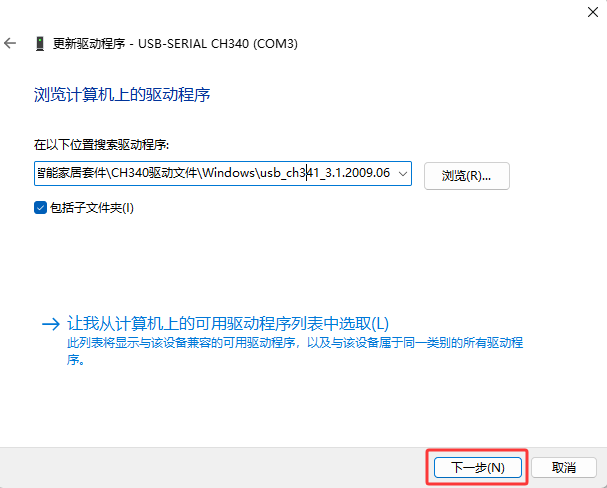 更新驱动程序 - USB-SERIAL CH340 (COM3)
浏览计算机上的驱动程序
在以下位置搜索驱动程序:
智能家居套件\CH340驱动文件\Windows\usb_ch341_3.1.2009.06
浏览(R)...
包括子文件夹(I)
让我从计算机上的可用驱动程序列表中选取(L)
此列表将显示与该设备兼容的可用驱动程序，以及与该设备属于同一类别的所有驱动程
序。
下一步(N)
取消